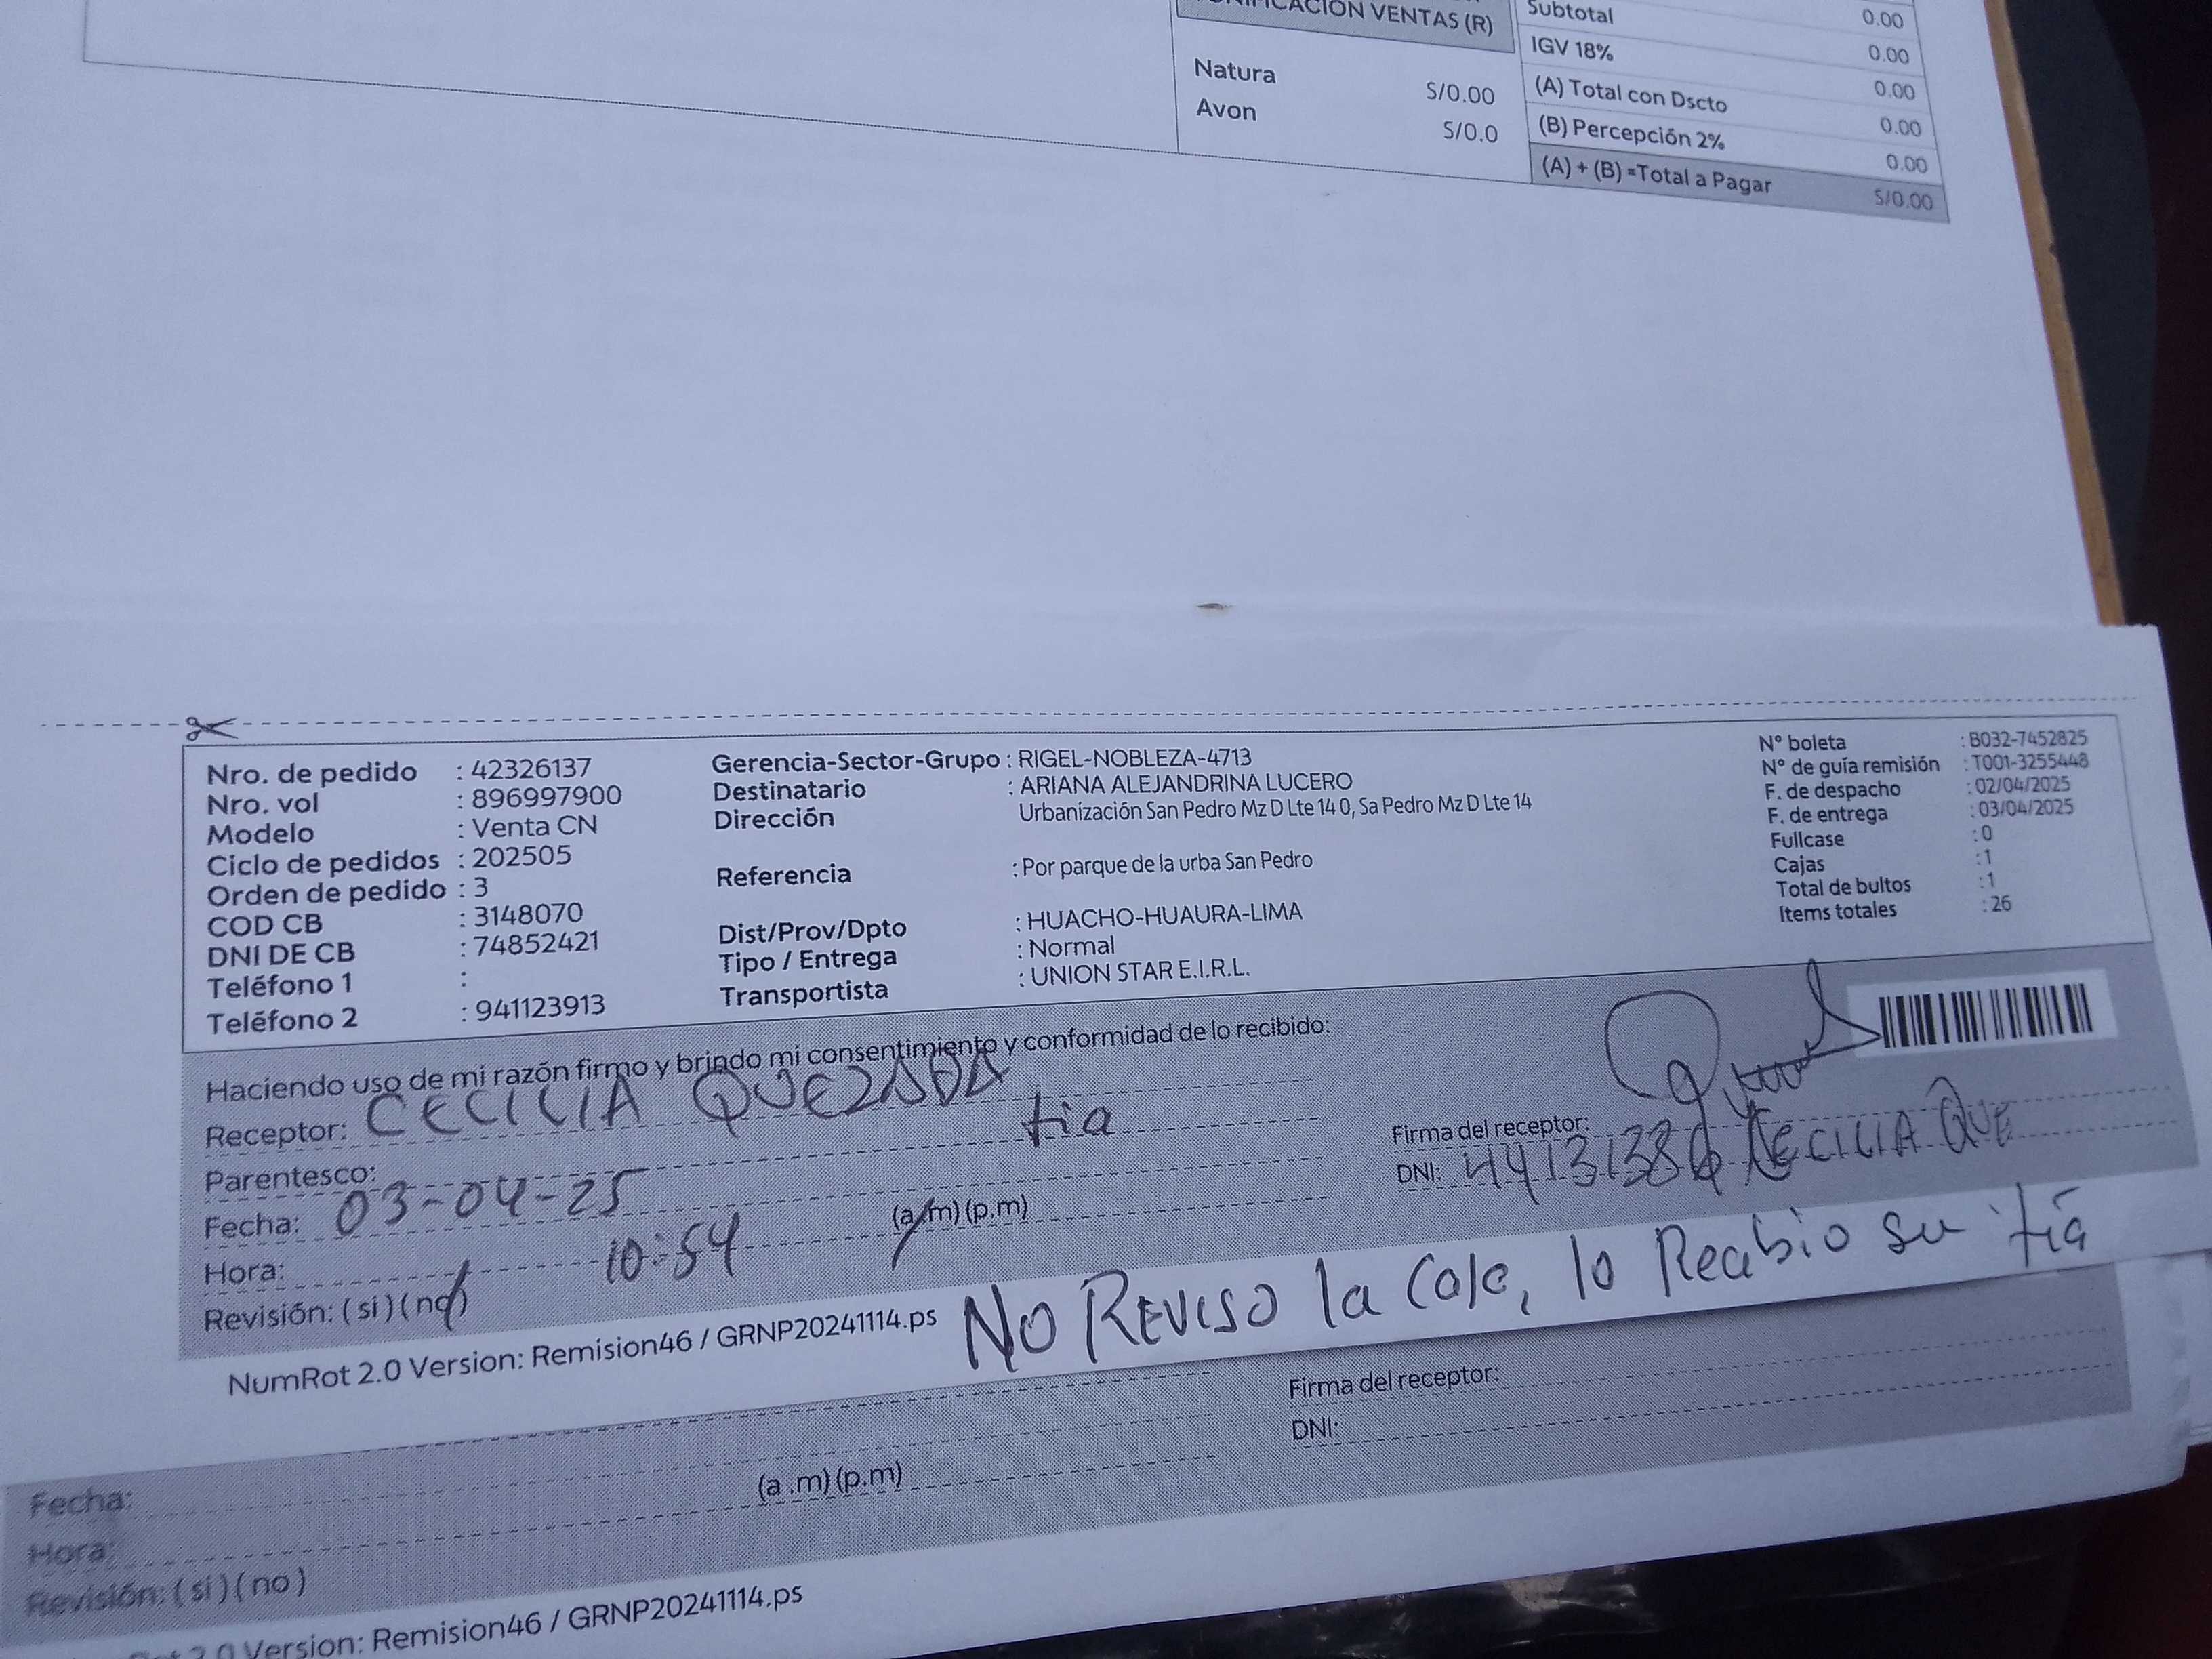 VENTAS (R)
Natura S/0.00
Avon S/0.0
Subtotal 0.00
IGV 18% 0.00
(A) Total con Dscto 0.00
(B) Percepción 2% 0.00
0.00
(A) + (B) =Total a Pagar S/0.00
Nro. de pedido : 42326137
Nro. vol : 896997900
Modelo : Venta CN
Ciclo de pedidos : 202505
Orden de pedido : 3
COD CB : 3148070
DNI DE CB : 74852421
Teléfono 1 :
Teléfono 2 : 941123913
Gerencia-Sector-Grupo : RIGEL-NOBLEZA-4713
Destinatario : ARIANA ALEJANDRINA LUCERO
Dirección Urbanización San Pedro Mz D Lte 14 0, Sa Pedro Mz D Lte 14
Referencia : Por parque de la urba San Pedro
Dist/Prov/Dpto : HUACHO-HUAURA-LIMA
Tipo / Entrega : Normal
Transportista : UNION STAR E.I.R.L.
N° boleta : B032-7452825
N° de guía remisión : T001-3255448
F. de despacho : 02/04/2025
F. de entrega : 03/04/2025
Fullcase : 0
Cajas : 1
Total de bultos : 1
Items totales : 26
Haciendo uso de mi razón firmo y brindo mi consentimiento y conformidad de lo recibido:
Receptor: CECILIA QUEZADA
Parentesco: tia
Fecha: 03-04-25
Hora: 10:54 (a.m) (p.m)
Revisión: (si) (no)
Firma del receptor:
DNI: CECILIA QUE
NumRot 2.0 Version: Remision46 / GRNP20241114.ps
NO REVISO la Caja, lo Recibio su tía
Firma del receptor:
DNI:
Fecha:
Hora: (a .m) (p.m)
Revisión: (si) (no)
2.0 Version: Remision46 / GRNP20241114.ps